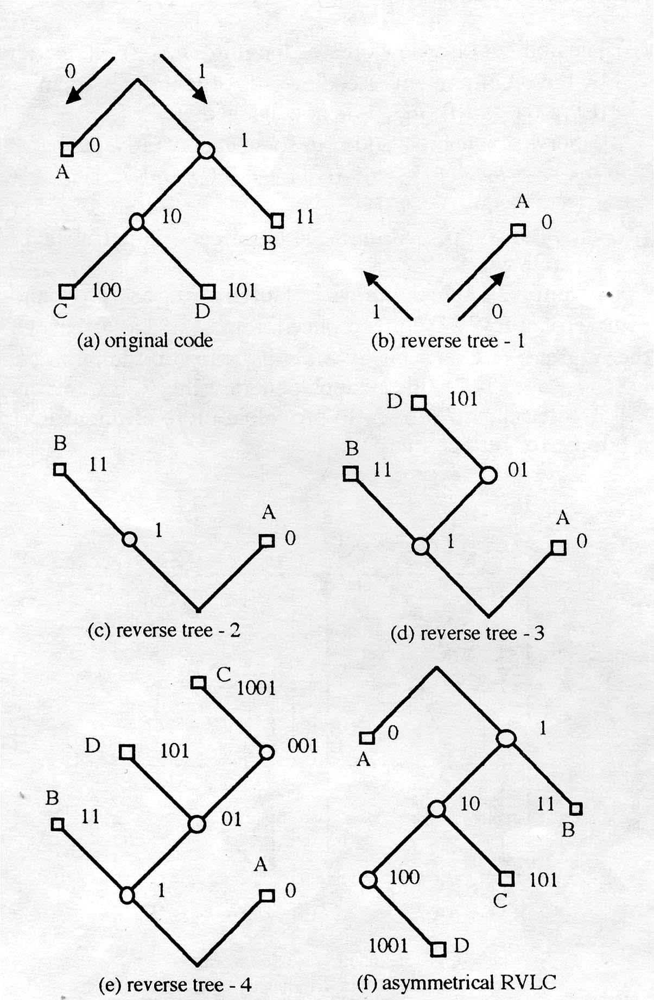 0
1
0
1
A
10
11
B
100
101
C
D
(a) original code
A
0
1
0
(b) reverse tree - 1
B
11
A
1
0
(c) reverse tree - 2
D
101
B
11
01
A
1
0
(d) reverse tree - 3
C
1001
D
101
001
B
11
01
A
1
0
(e) reverse tree - 4
0
1
A
10
11
B
100
101
C
1001
D
(f) asymmetrical RVLC